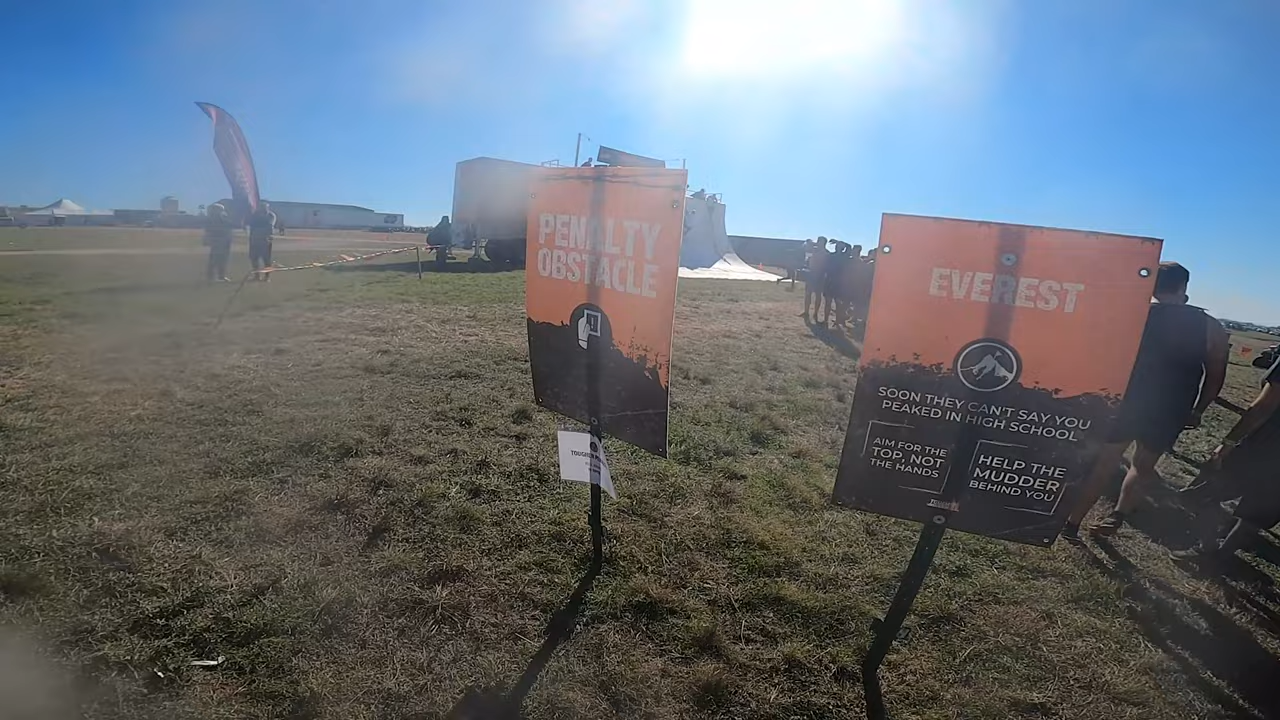 PENALTY
OBSTACLE
EVEREST
SOON THEY CAN'T SAY YOU
PEAKED IN HIGH SCHOOL
AIM FOR THE
TOP, NOT
THE HANDS
HELP THE
MUDDER
BEHIND YOU